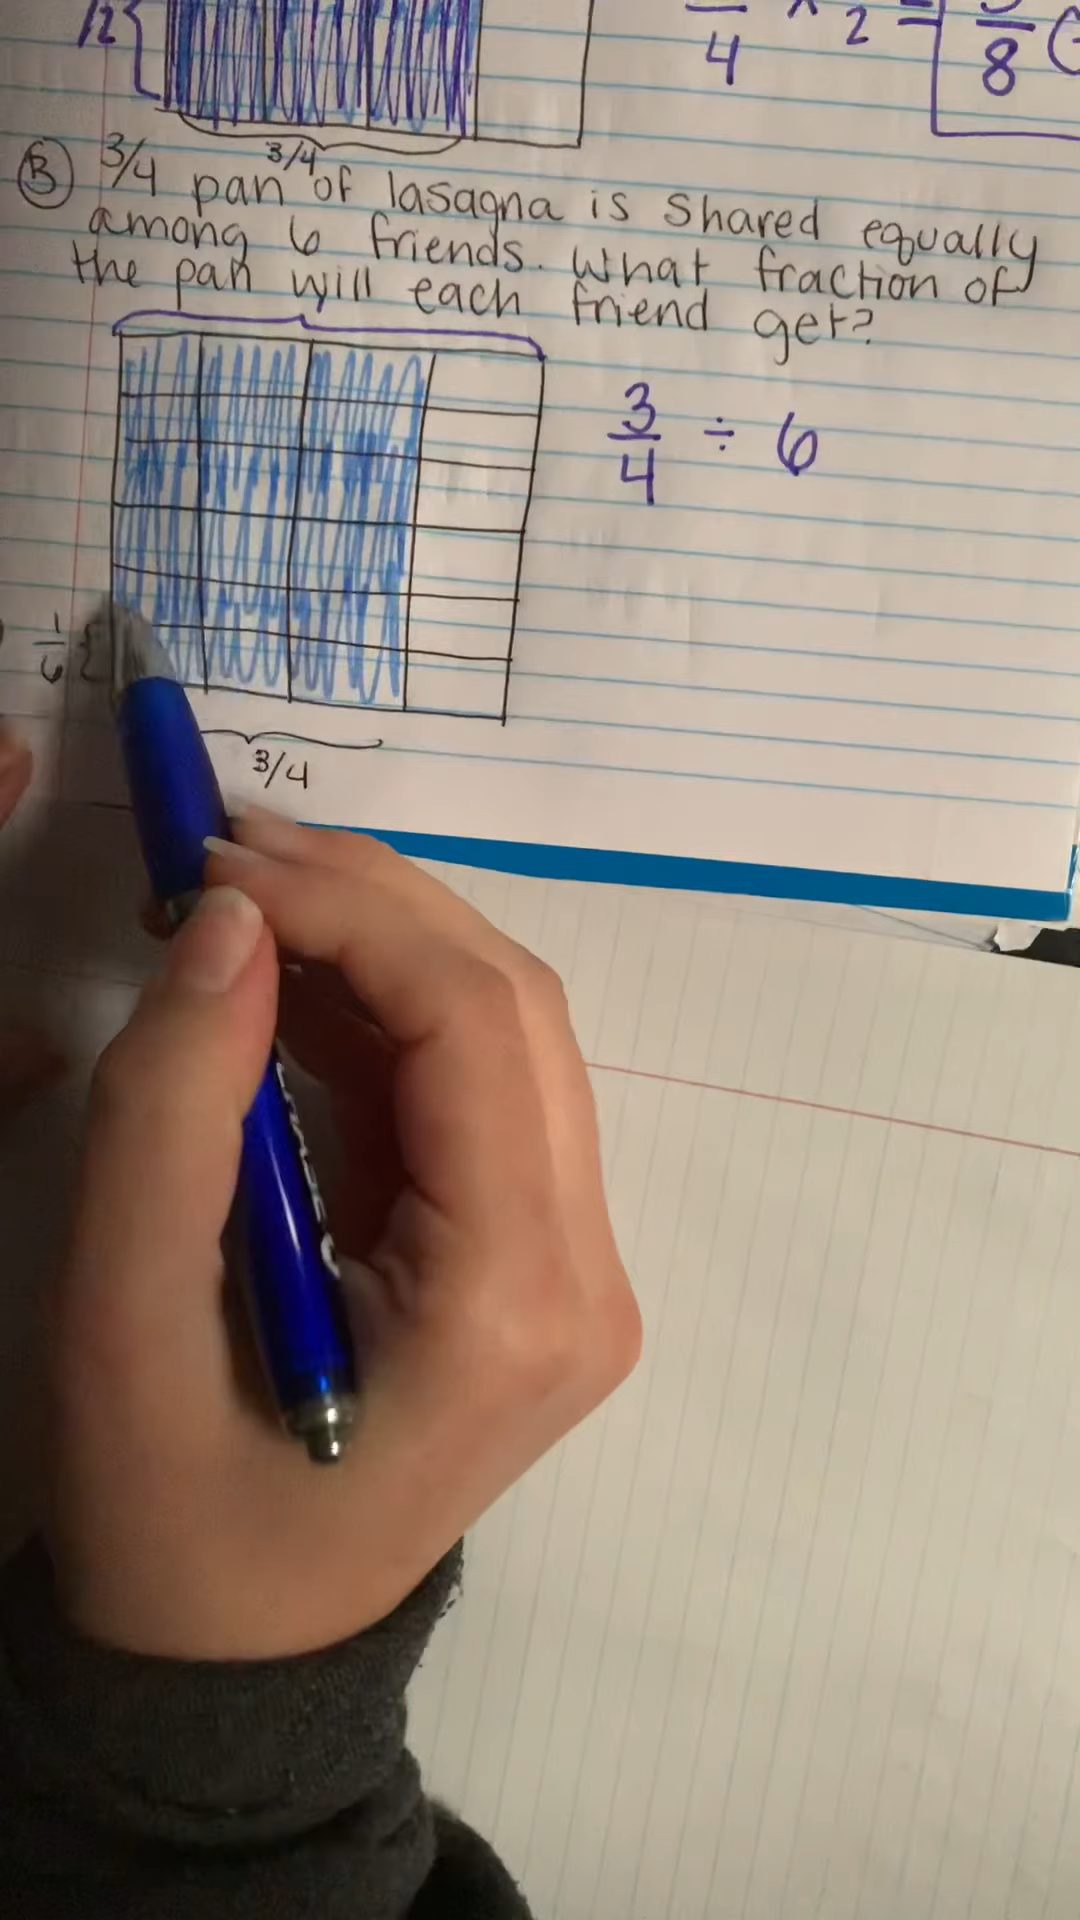 1/2
4 × 2 = 8
3/4
B 3/4 pan of lasagna is shared equally
among 6 friends. What fraction of
the pan will each friend get?
3/4 ÷ 6
1/6
3/4